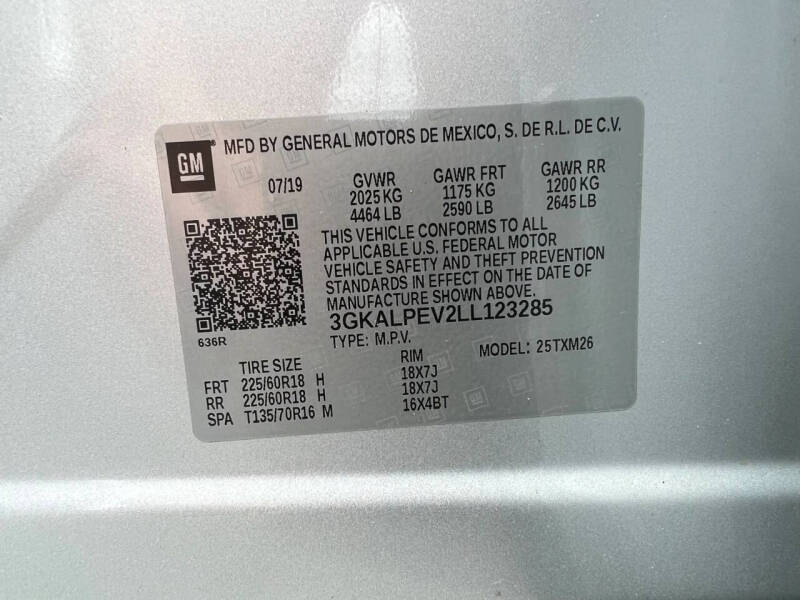 GM
MFD BY GENERAL MOTORS DE MEXICO, S. DE R.L. DE C.V.
07/19 GVWR GAWR FRT GAWR RR
2025 KG 1175 KG 1200 KG
4464 LB 2590 LB 2645 LB
THIS VEHICLE CONFORMS TO ALL
APPLICABLE U.S. FEDERAL MOTOR
VEHICLE SAFETY AND THEFT PREVENTION
STANDARDS IN EFFECT ON THE DATE OF
MANUFACTURE SHOWN ABOVE.
3GKALPEV2LL123285
636R
TYPE: M.P.V. MODEL: 25TXM26
TIRE SIZE RIM
FRT 225/60R18 H 18X7J
RR 225/60R18 H 18X7J
SPA T135/70R16 M 16X4BT